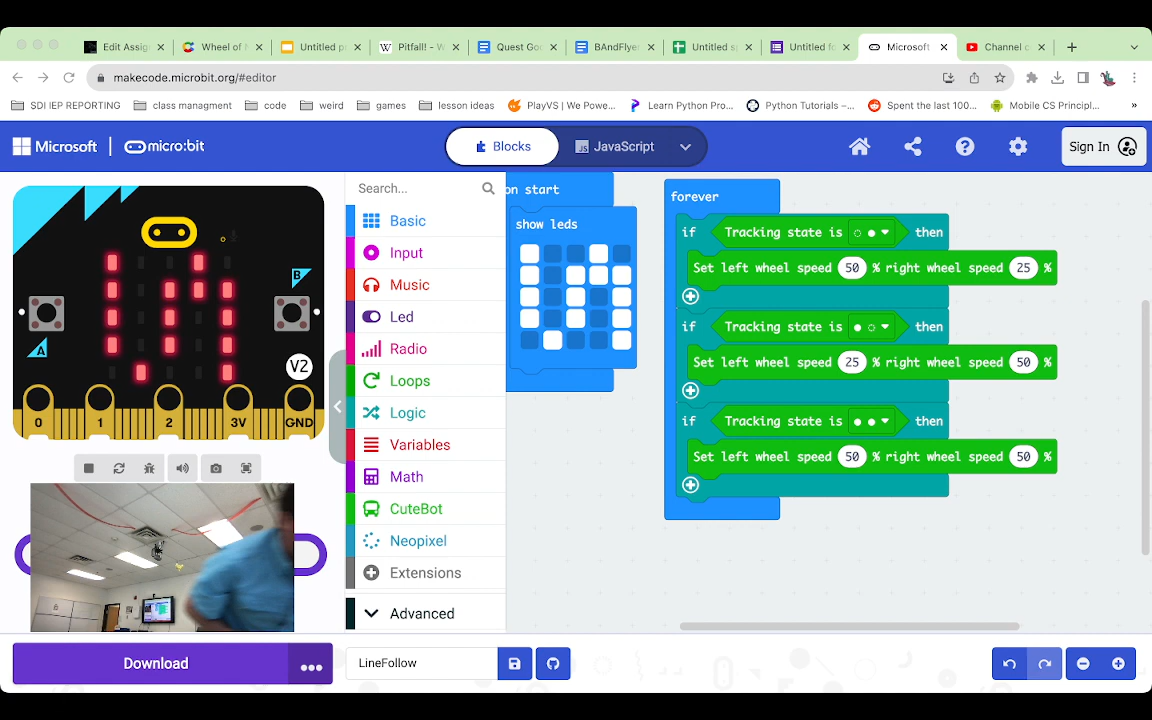 Edit Assig
Wheel of
Untitled p
Pitfall! - W
Quest Go
BAndFlye
Untitled s
Untitled fo
Microsoft
Channel c
makecode.microbit.org/#editor
SDI IEP REPORTING
class managment
code
weird
games
lesson ideas
PlayVS | We Powe...
Learn Python Pro...
Python Tutorials –...
Spent the last 100...
Mobile CS Principl...
»
Microsoft
micro:bit
Blocks
JS JavaScript
Sign In
Search...
Basic
Input
Music
Led
Radio
Loops
Logic
Variables
Math
CuteBot
Neopixel
Extensions
Advanced
A
B
V2
0 1 2 3V GND
on start
show leds
forever
if Tracking state is then
Set left wheel speed 50 % right wheel speed 25 %
if Tracking state is then
Set left wheel speed 25 % right wheel speed 50 %
if Tracking state is then
Set left wheel speed 50 % right wheel speed 50 %
Download
...
LineFollow